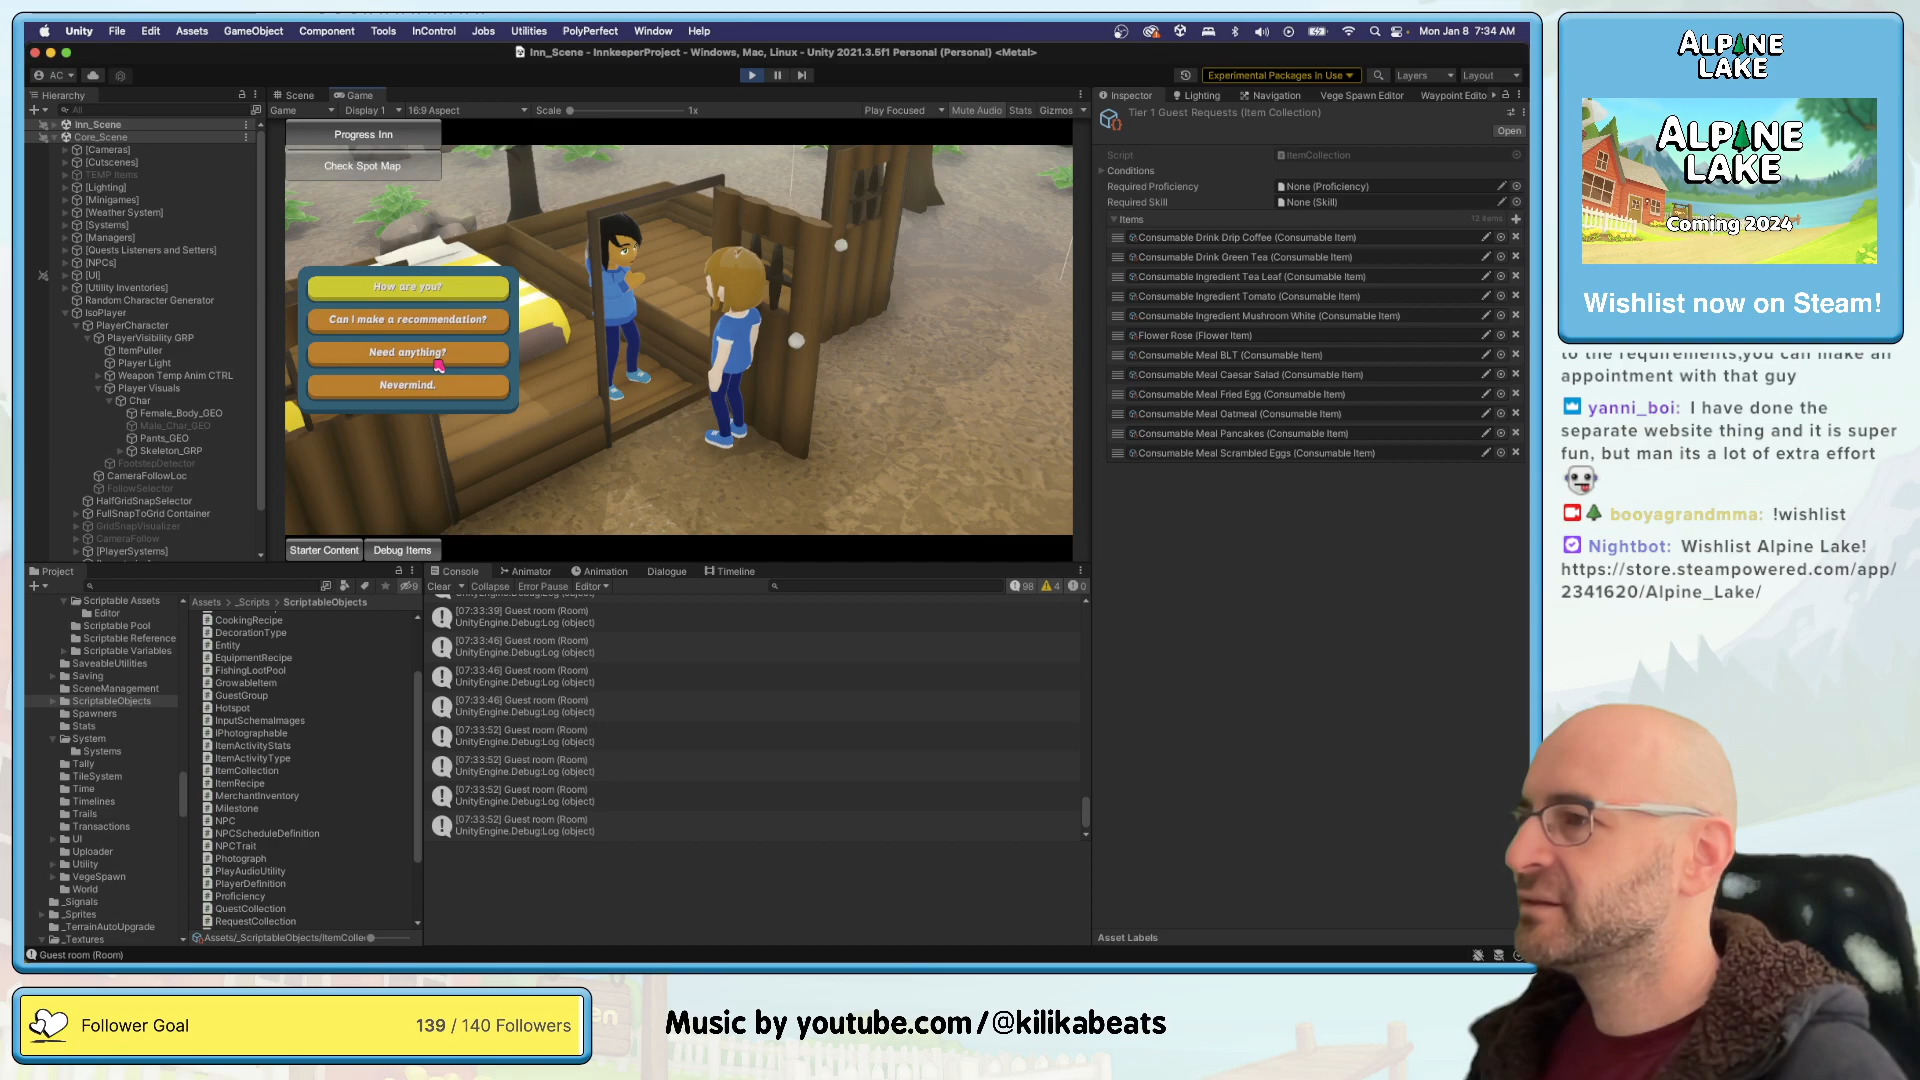 Unity File Edit Assets GameObject Component Tools InControl Jobs Utilities PolyPerfect Window Help
Mon Jan 8 7:34 AM
Inn_Scene - InnkeeperProject - Windows, Mac, Linux - Unity 2021.3.5f1 Personal (Personal) <Metal>
AC
Experimental Packages In Use
Layers
Layout
Hierarchy
All
Inn_Scene
Core_Scene
[Cameras]
[Cutscenes]
TEMP Items
[Lighting]
[Minigames]
[Weather System]
[Systems]
[Managers]
[Quests Listeners and Setters]
[NPCs]
[UI]
[Utility Inventories]
Random Character Generator
IsoPlayer
PlayerCharacter
PlayerVisibility GRP
ItemPuller
Player Light
Weapon Temp Anim CTRL
Player Visuals
Char
Female_Body_GEO
Male_Char_GEO
Pants_GEO
Skeleton_GRP
FootstepDetector
CameraFollowLoc
FollowSelector
HalfGridSnapSelector
FullSnapToGrid Container
GridSnapVisualizer
CameraFollow
[PlayerSystems]
Scene Game
Game Display 1 16:9 Aspect Scale 1x Play Focused Mute Audio Stats Gizmos
Progress Inn
Check Spot Map
How are you?
Can I make a recommendation?
Need anything?
Nevermind.
Starter Content Debug Items
Inspector Lighting Navigation Vege Spawn Editor Waypoint Edito
Tier 1 Guest Requests (Item Collection)
Open
Script ItemCollection
Conditions
Required Proficiency None (Proficiency)
Required Skill None (Skill)
Items 12 items
Consumable Drink Drip Coffee (Consumable Item)
Consumable Drink Green Tea (Consumable Item)
Consumable Ingredient Tea Leaf (Consumable Item)
Consumable Ingredient Tomato (Consumable Item)
Consumable Ingredient Mushroom White (Consumable Item)
Flower Rose (Flower Item)
Consumable Meal BLT (Consumable Item)
Consumable Meal Caesar Salad (Consumable Item)
Consumable Meal Fried Egg (Consumable Item)
Consumable Meal Oatmeal (Consumable Item)
Consumable Meal Pancakes (Consumable Item)
Consumable Meal Scrambled Eggs (Consumable Item)
Asset Labels
Project
9
Scriptable Assets
Editor
Scriptable Pool
Scriptable Reference
Scriptable Variables
SaveableUtilities
Saving
SceneManagement
ScriptableObjects
Spawners
Stats
System
Systems
Tally
TileSystem
Time
Timelines
Trails
Transactions
UI
Uploader
Utility
VegeSpawn
World
_Signals
_Sprites
_TerrainAutoUpgrade
_Textures
Assets > _Scripts > ScriptableObjects
CookingRecipe
DecorationType
Entity
EquipmentRecipe
FishingLootPool
GrowableItem
GuestGroup
Hotspot
InputSchemaImages
IPhotographable
ItemActivityStats
ItemActivityType
ItemCollection
ItemRecipe
MerchantInventory
Milestone
NPC
NPCScheduleDefinition
NPCTrait
Photograph
PlayAudioUtility
PlayerDefinition
Proficiency
QuestCollection
RequestCollection
Assets/_ScriptableObjects/ItemColle
Console Animator Animation Dialogue Timeline
Clear Collapse Error Pause Editor
98 4 0
[07:33:39] Guest room (Room)
UnityEngine.Debug:Log (object)
[07:33:46] Guest room (Room)
UnityEngine.Debug:Log (object)
[07:33:46] Guest room (Room)
UnityEngine.Debug:Log (object)
[07:33:46] Guest room (Room)
UnityEngine.Debug:Log (object)
[07:33:52] Guest room (Room)
UnityEngine.Debug:Log (object)
[07:33:52] Guest room (Room)
UnityEngine.Debug:Log (object)
[07:33:52] Guest room (Room)
UnityEngine.Debug:Log (object)
[07:33:52] Guest room (Room)
UnityEngine.Debug:Log (object)
Guest room (Room)
ALPINE
LAKE
ALPINE
LAKE
Coming 2024
Wishlist now on Steam!
to the requirements,you can make an
appointment with that guy
yanni_boi: I have done the
separate website thing and it is super
fun, but man its a lot of extra effort
booyagrandmma: !wishlist
Nightbot: Wishlist Alpine Lake!
https://store.steampowered.com/app/
2341620/Alpine_Lake/
Follower Goal 139 / 140 Followers
Music by youtube.com/@kilikabeats